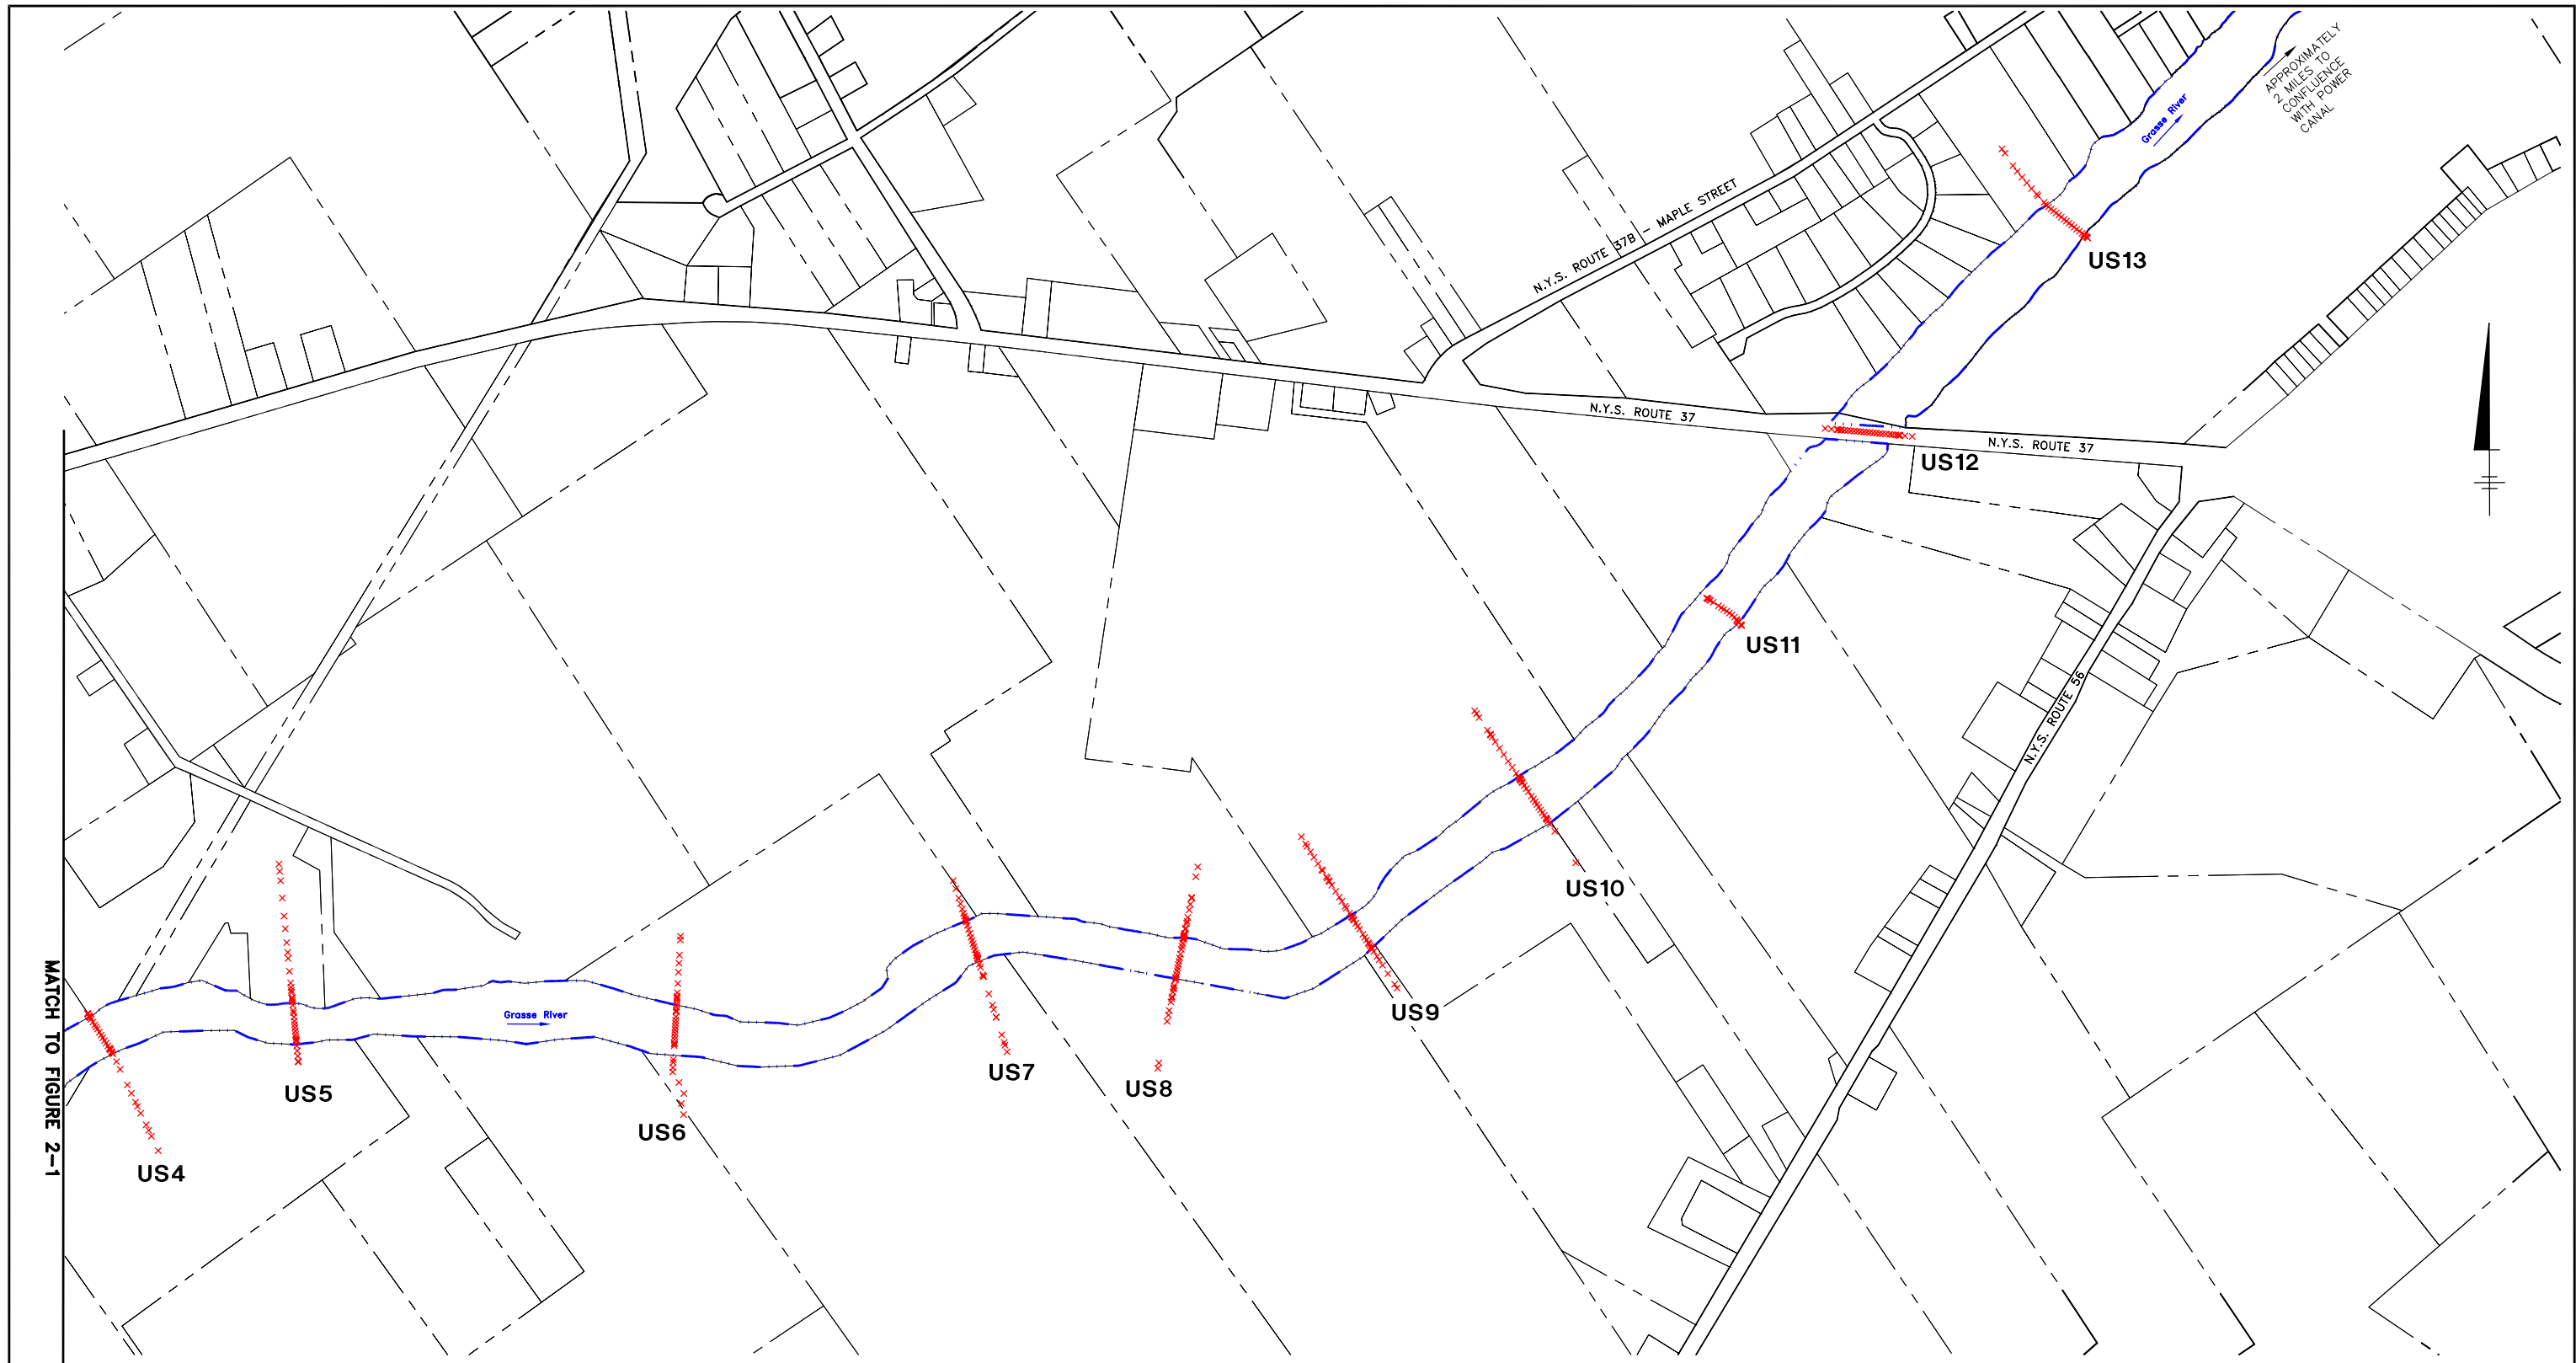 APPROXIMATELY
2 MILES TO
CONFLUENCE
WITH POWER
CANAL
Grasse River
N.Y.S. ROUTE 37B - MAPLE STREET
US13
N.Y.S. ROUTE 37
N.Y.S. ROUTE 37
US12
US11
N.Y.S. ROUTE 56
US10
US9
Grasse River
US7
US8
US5
US6
US4
MATCH TO FIGURE 2-1